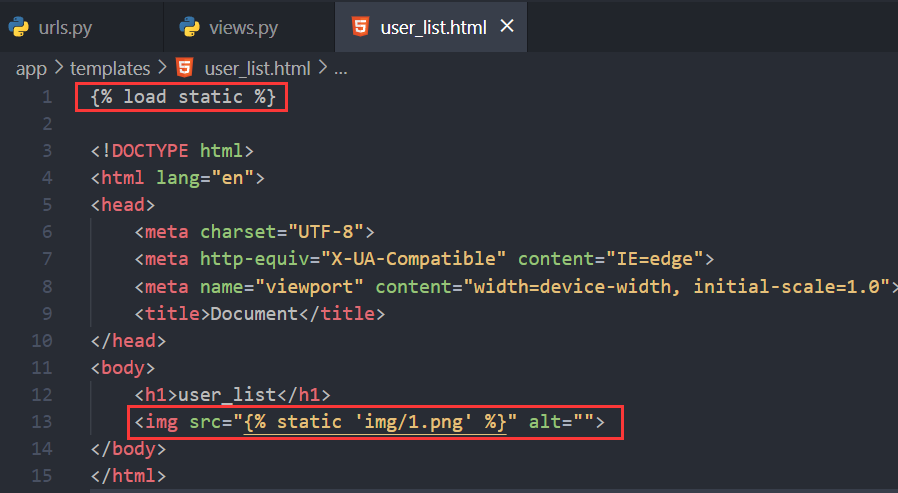 urls.py views.py user_list.html
app > templates > user_list.html > ...
1 {% load static %}
2
3 <!DOCTYPE html>
4 <html lang="en">
5 <head>
6 <meta charset="UTF-8">
7 <meta http-equiv="X-UA-Compatible" content="IE=edge">
8 <meta name="viewport" content="width=device-width, initial-scale=1.0">
9 <title>Document</title>
10 </head>
11 <body>
12 <h1>user_list</h1>
13 <img src="{% static 'img/1.png' %}" alt="">
14 </body>
15 </html>